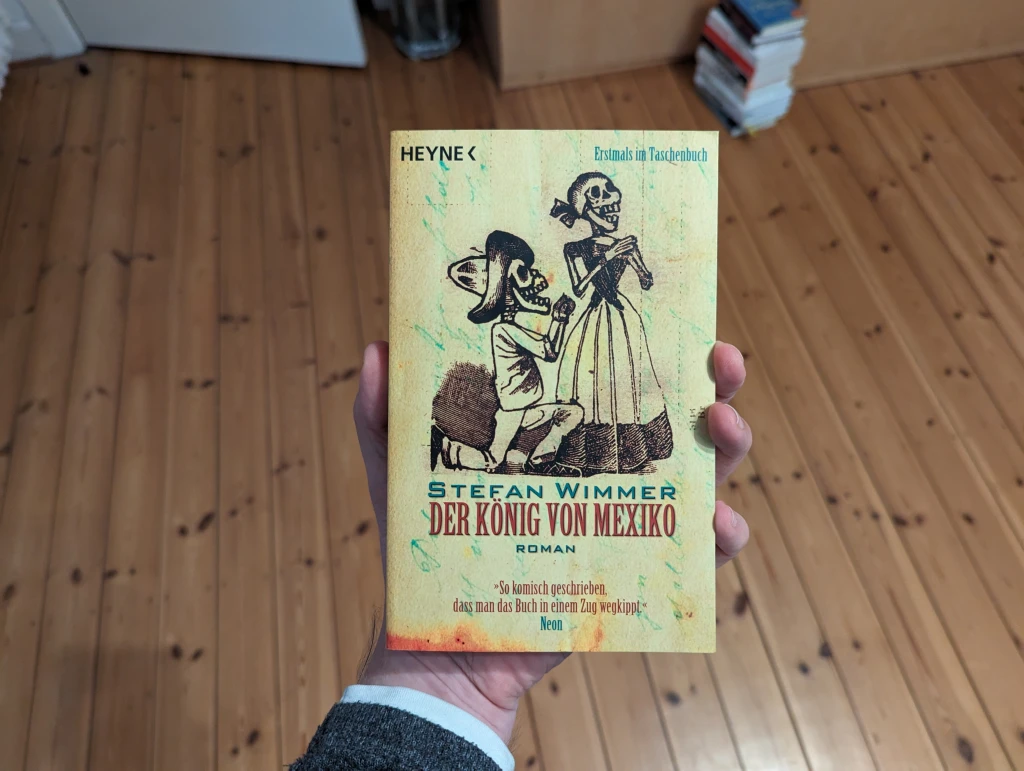 HEYNE<
Erstmals im Taschenbuch
STEFAN WIMMER
DER KÖNIG VON MEXIKO
ROMAN
»So komisch geschrieben,
dass man das Buch in einem Zug wegkippt.«
Neon